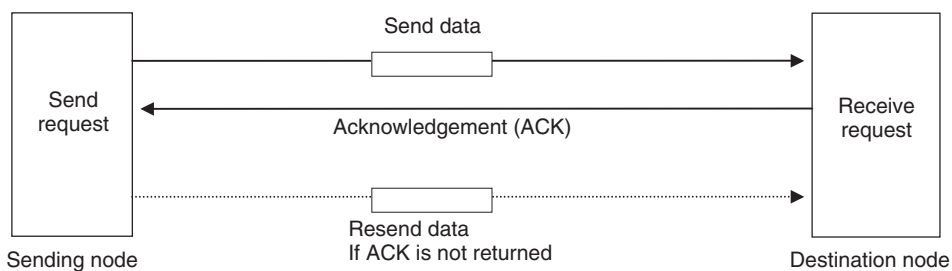 Send data
Send
request
Acknowledgement (ACK)
Receive
request
Resend data
If ACK is not returned
Sending node
Destination node